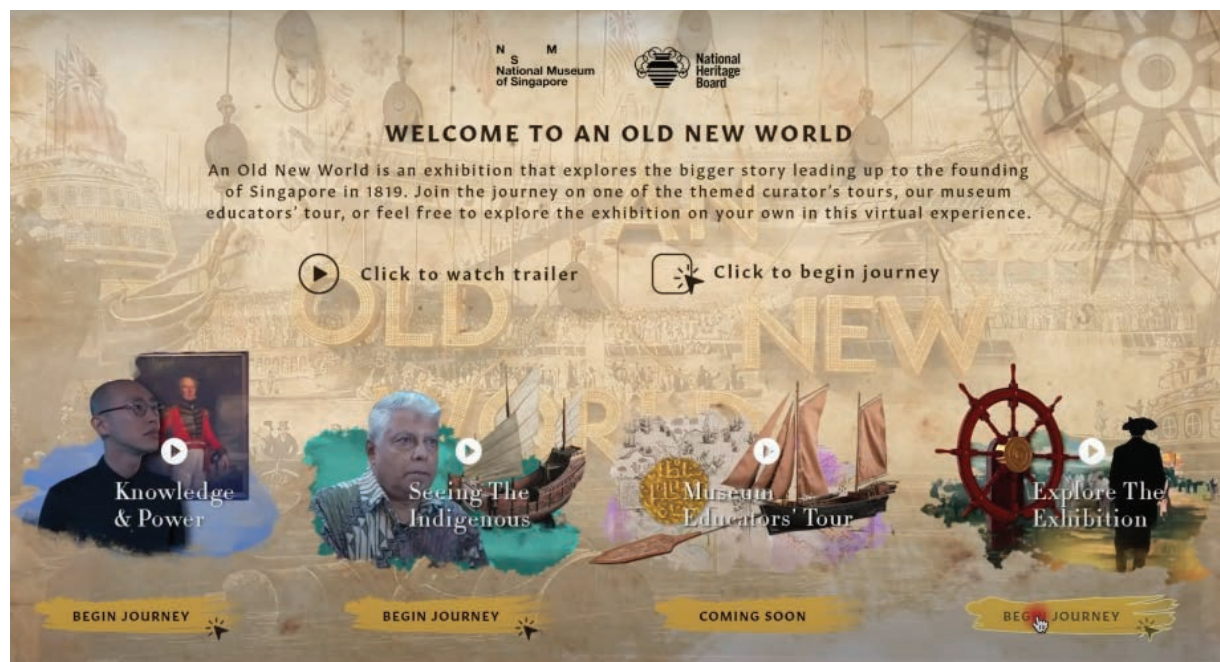 N M
S
National Museum
of Singapore
National
Heritage
Board
WELCOME TO AN OLD NEW WORLD
An Old New World is an exhibition that explores the bigger story leading up to the founding
of Singapore in 1819. Join the journey on one of the themed curator's tours, our museum
educators' tour, or feel free to explore the exhibition on your own in this virtual experience.
Click to watch trailer
Click to begin journey
AN
OLD NEW
WORLD
Knowledge
& Power
Seeing The
Indigenous
Museum
Educators' Tour
Explore The
Exhibition
BEGIN JOURNEY
BEGIN JOURNEY
COMING SOON
BEGIN JOURNEY